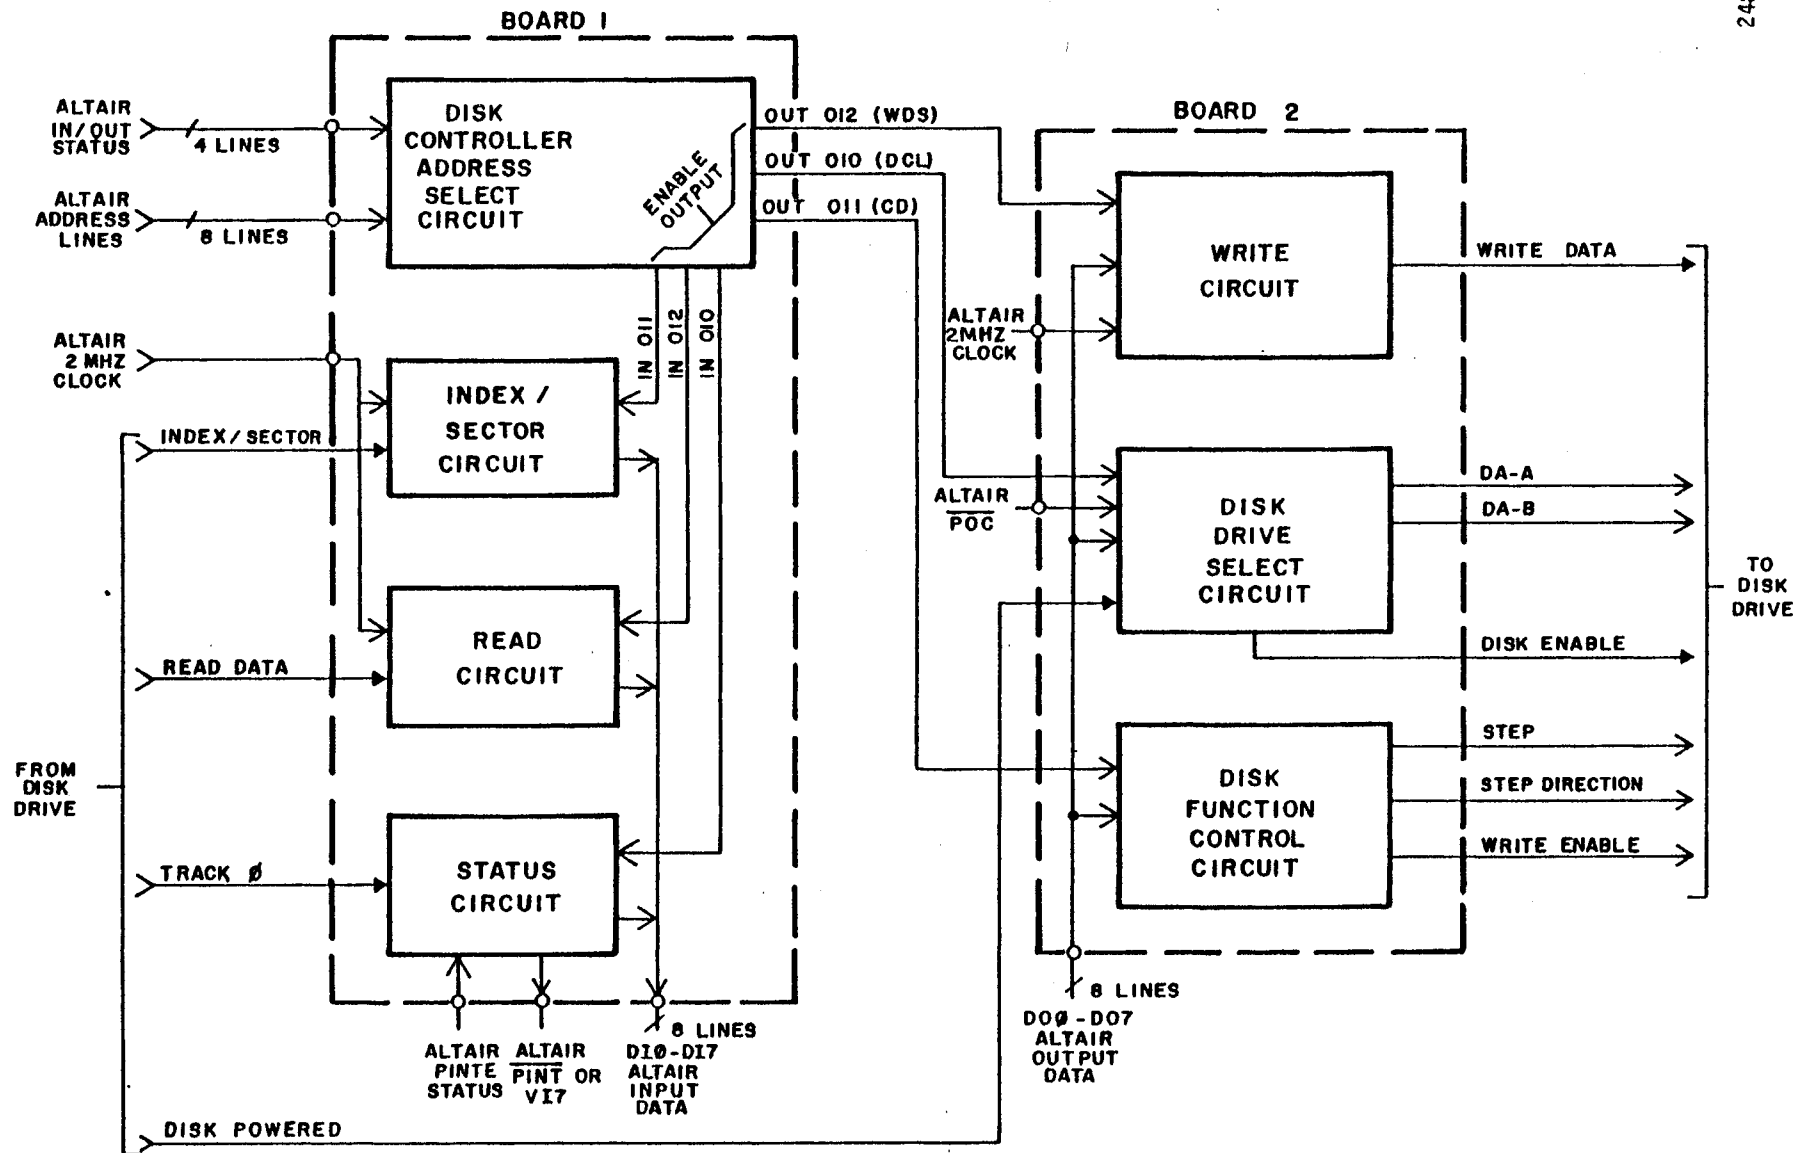 BOARD 1
ALTAIR
IN/OUT
STATUS
4 LINES
ALTAIR
ADDRESS
LINES
8 LINES
DISK
CONTROLLER
ADDRESS
SELECT
CIRCUIT
ENABLE
OUTPUT
OUT 012 (WDS)
OUT 010 (DCL)
OUT 011 (CD)
IN 011
IN 012
IN 010
ALTAIR
2 MHZ
CLOCK
INDEX/SECTOR
INDEX /
SECTOR
CIRCUIT
READ DATA
READ
CIRCUIT
FROM
DISK
DRIVE
TRACK Ø
STATUS
CIRCUIT
ALTAIR
PINTE
STATUS
ALTAIR
P̅I̅N̅T̅ OR
VI7
8 LINES
DIØ-DI7
ALTAIR
INPUT
DATA
DISK POWERED
BOARD 2
WRITE
CIRCUIT
ALTAIR
2MHZ
CLOCK
WRITE DATA
ALTAIR
P̅O̅C̅
DISK
DRIVE
SELECT
CIRCUIT
DA-A
DA-B
DISK ENABLE
DISK
FUNCTION
CONTROL
CIRCUIT
STEP
STEP DIRECTION
WRITE ENABLE
TO
DISK
DRIVE
8 LINES
DOØ-DO7
ALTAIR
OUTPUT
DATA